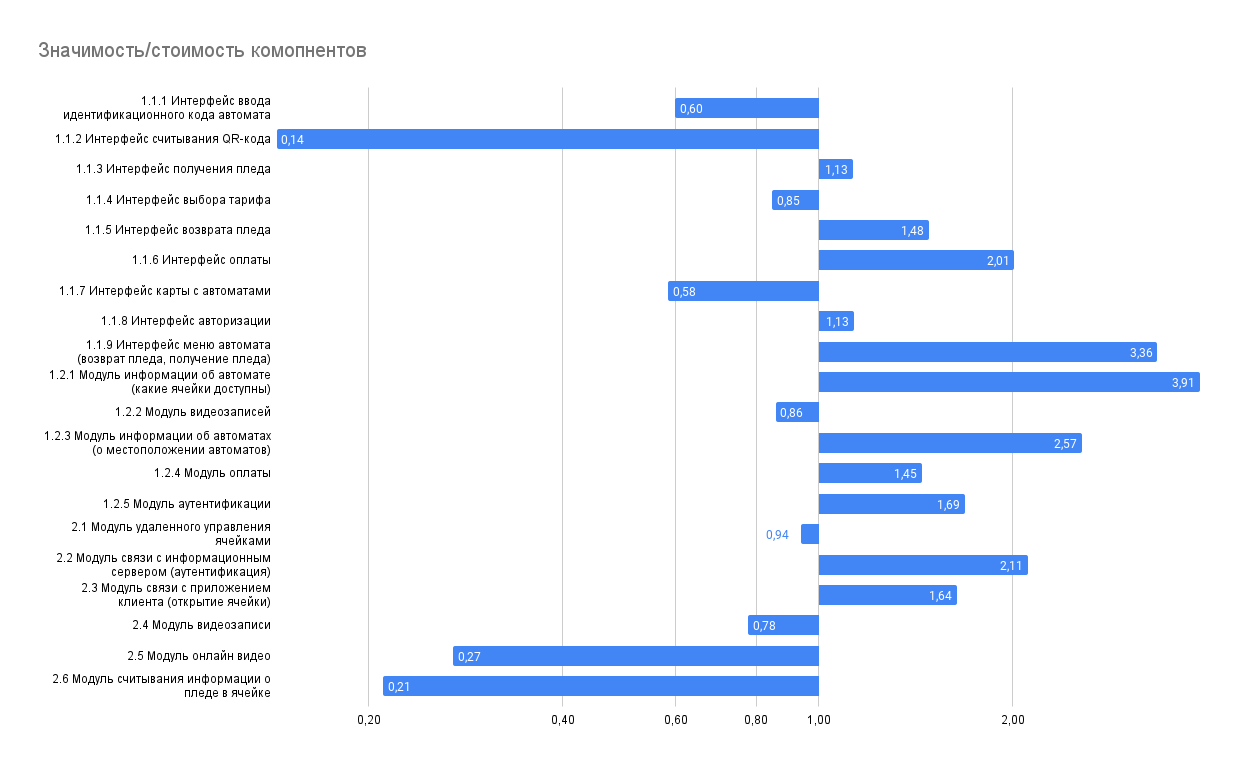 Значимость/стоимость комопнентов
1.1.1 Интерфейс ввода
идентификационного кода автомата
0,60
1.1.2 Интерфейс считывания QR-кода
0,14
1.1.3 Интерфейс получения пледа
1,13
1.1.4 Интерфейс выбора тарифа
0,85
1.1.5 Интерфейс возврата пледа
1,48
1.1.6 Интерфейс оплаты
2,01
1.1.7 Интерфейс карты с автоматами
0,58
1.1.8 Интерфейс авторизации
1,13
1.1.9 Интерфейс меню автомата
(возврат пледа, получение пледа)
3,36
1.2.1 Модуль информации об автомате
(какие ячейки доступны)
3,91
1.2.2 Модуль видеозаписей
0,86
1.2.3 Модуль информации об автоматах
(о местоположении автоматов)
2,57
1.2.4 Модуль оплаты
1,45
1.2.5 Модуль аутентификации
1,69
2.1 Модуль удаленного управления
ячейками
0,94
2.2 Модуль связи с информационным
сервером (аутентификация)
2,11
2.3 Модуль связи с приложением
клиента (открытие ячейки)
1,64
2.4 Модуль видеозаписи
0,78
2.5 Модуль онлайн видео
0,27
2.6 Модуль считывания информации о
пледе в ячейке
0,21
0,20
0,40
0,60
0,80
1,00
2,00